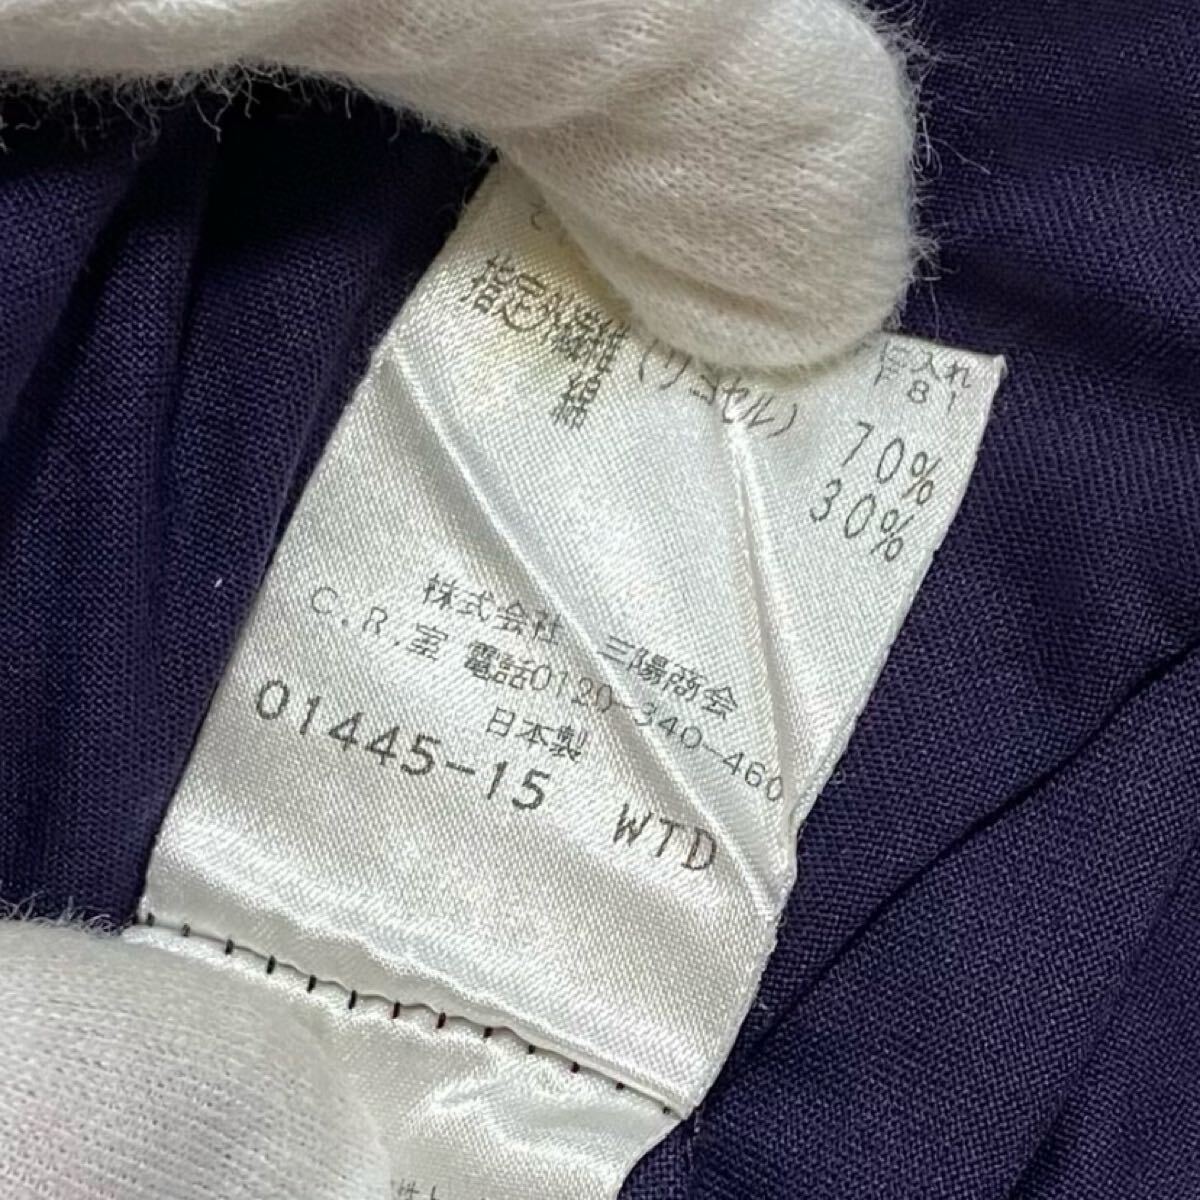 指定外繊維(リヨセル) 70%
綿 30%
株式会社 三陽商会
C.R.室 電話0120-340-460
日本製
01445-15 WTD